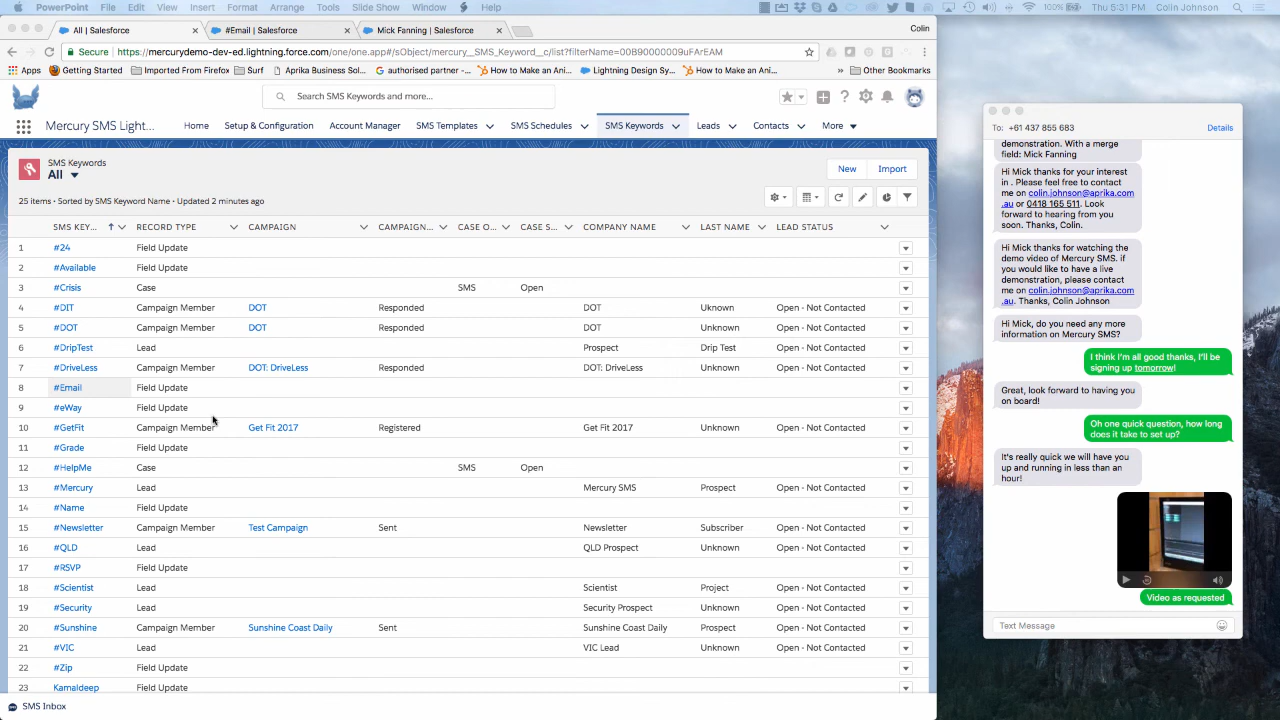 PowerPoint File Edit View Insert Format Arrange Tools Slide Show Window Help 100% Thu 5:31 PM Colin Johnson
All | Salesforce #Email | Salesforce Mick Fanning | Salesforce Colin
Secure https://mercurydemo-dev-ed.lightning.force.com/one/one.app#/sObject/mercury__SMS_Keyword__c/list?filterName=00B90000009uFArEAM
Apps Getting Started Imported From Firefox Surf Aprika Business Sol... authorised partner -... How to Make an Ani... Lightning Design Sy... How to Make an Ani... » Other Bookmarks
Search SMS Keywords and more...
Mercury SMS Light... Home Setup & Configuration Account Manager SMS Templates SMS Schedules SMS Keywords Leads Contacts More
SMS Keywords
All
New Import
25 items • Sorted by SMS Keyword Name • Updated 2 minutes ago
SMS KEY... RECORD TYPE CAMPAIGN CAMPAIGN... CASE O... CASE S... COMPANY NAME LAST NAME LEAD STATUS
1 #24 Field Update
2 #Available Field Update
3 #Crisis Case SMS Open
4 #DIT Campaign Member DOT Responded DOT Uknown Open - Not Contacted
5 #DOT Campaign Member DOT Responded DOT Unknown Open - Not Contacted
6 #DripTest Lead Prospect Drip Test Open - Not Contacted
7 #DriveLess Campaign Member DOT: DriveLess Responded DOT: DriveLess Unknown Open - Not Contacted
8 #Email Field Update
9 #eWay Field Update
10 #GetFit Campaign Member Get Fit 2017 Registered Get Fit 2017 Unknown Open - Not Contacted
11 #Grade Field Update
12 #HelpMe Case SMS Open
13 #Mercury Lead Mercury SMS Prospect Open - Not Contacted
14 #Name Field Update
15 #Newsletter Campaign Member Test Campaign Sent Newsletter Subscriber Open - Not Contacted
16 #QLD Lead QLD Prospect Unknown Open - Not Contacted
17 #RSVP Field Update
18 #Scientist Lead Scientist Project Open - Not Contacted
19 #Security Lead Security Prospect Unknown Open - Not Contacted
20 #Sunshine Campaign Member Sunshine Coast Daily Sent Sunshine Coast Daily Prospect Open - Not Contacted
21 #VIC Lead VIC Lead Unknown Open - Not Contacted
22 #Zip Field Update
23 Kamaldeep Field Update
SMS Inbox
To: +61 437 855 683 Details
demonstration. With a merge
field: Mick Fanning
Hi Mick thanks for your interest
in . Please feel free to contact
me on colin.johnson@aprika.com
.au or 0418 165 511. Look
forward to hearing from you
soon. Thanks, Colin.
Hi Mick thanks for watching the
demo video of Mercury SMS. if
you would like to have a live
demonstration, please contact
me on colin.johnson@aprika.com
.au. Thanks, Colin Johnson
Hi Mick, do you need any more
information on Mercury SMS?
I think I'm all good thanks, I'll be
signing up tomorrow!
Great, look forward to having you
on board!
Oh one quick question, how long
does it take to set up?
It's really quick we will have you
up and running in less than an
hour!
Video as requested
Text Message